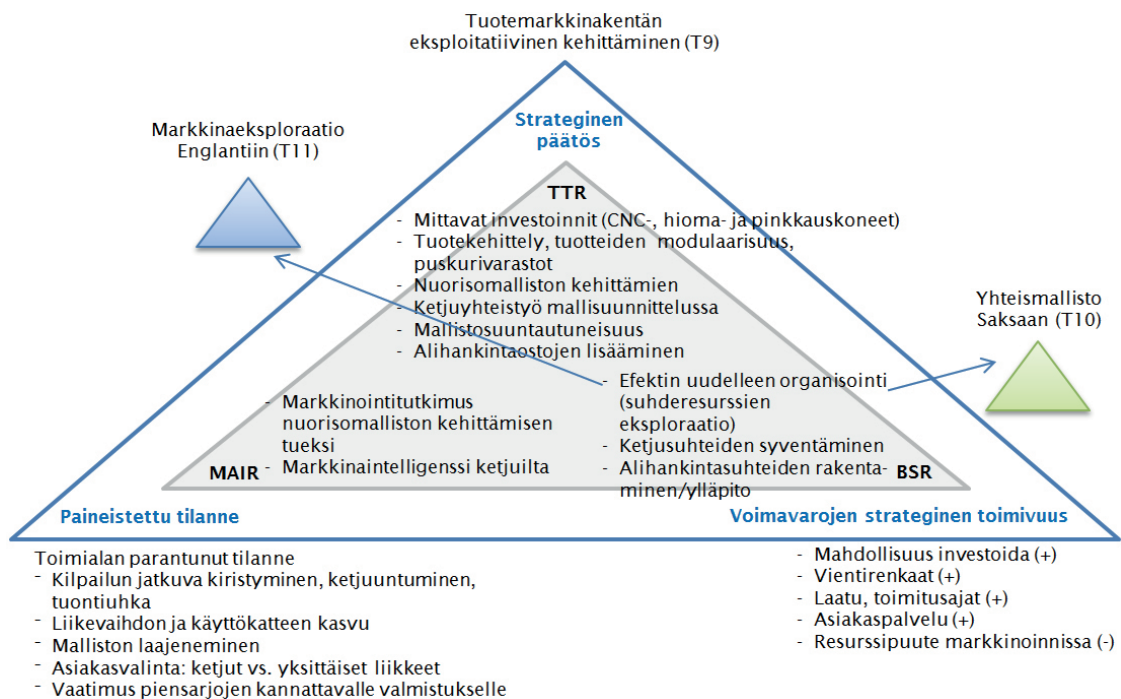 Tuotemarkkinakentän
eksploitatiivinen kehittäminen (T9)
Markkinaeksploraatio
Englantiin (T11)
Strateginen
päätös
TTR
- Mittavat investoinnit (CNC-, hioma- ja pinkkauskoneet)
- Tuotekehittely, tuotteiden modulaarisuus,
puskurivarastot
- Nuorisomalliston kehittämien
- Ketjuyhteistyö mallisuunnittelussa
- Mallistosuuntautuneisuus
- Alihankintaostojen lisääminen
Yhteismallisto
Saksaan (T10)
- Markkinointitutkimus
nuorisomalliston kehittämisen
tueksi
- Markkinaintelligenssi ketjuilta
MAIR
- Efektin uudelleen organisointi
(suhderesurssien
eksploraatio)
- Ketjusuhteiden syventäminen
- Alihankintasuhteiden rakenta-
minen/ylläpito
BSR
Paineistettu tilanne
Voimavarojen strateginen toimivuus
Toimialan parantunut tilanne
- Kilpailun jatkuva kiristyminen, ketjuuntuminen,
tuontiuhka
- Liikevaihdon ja käyttökatteen kasvu
- Malliston laajeneminen
- Asiakasvalinta: ketjut vs. yksittäiset liikkeet
- Vaatimus piensarjojen kannattavalle valmistukselle
- Mahdollisuus investoida (+)
- Vientirenkaat (+)
- Laatu, toimitusajat (+)
- Asiakaspalvelu (+)
- Resurssipuute markkinoinnissa (-)